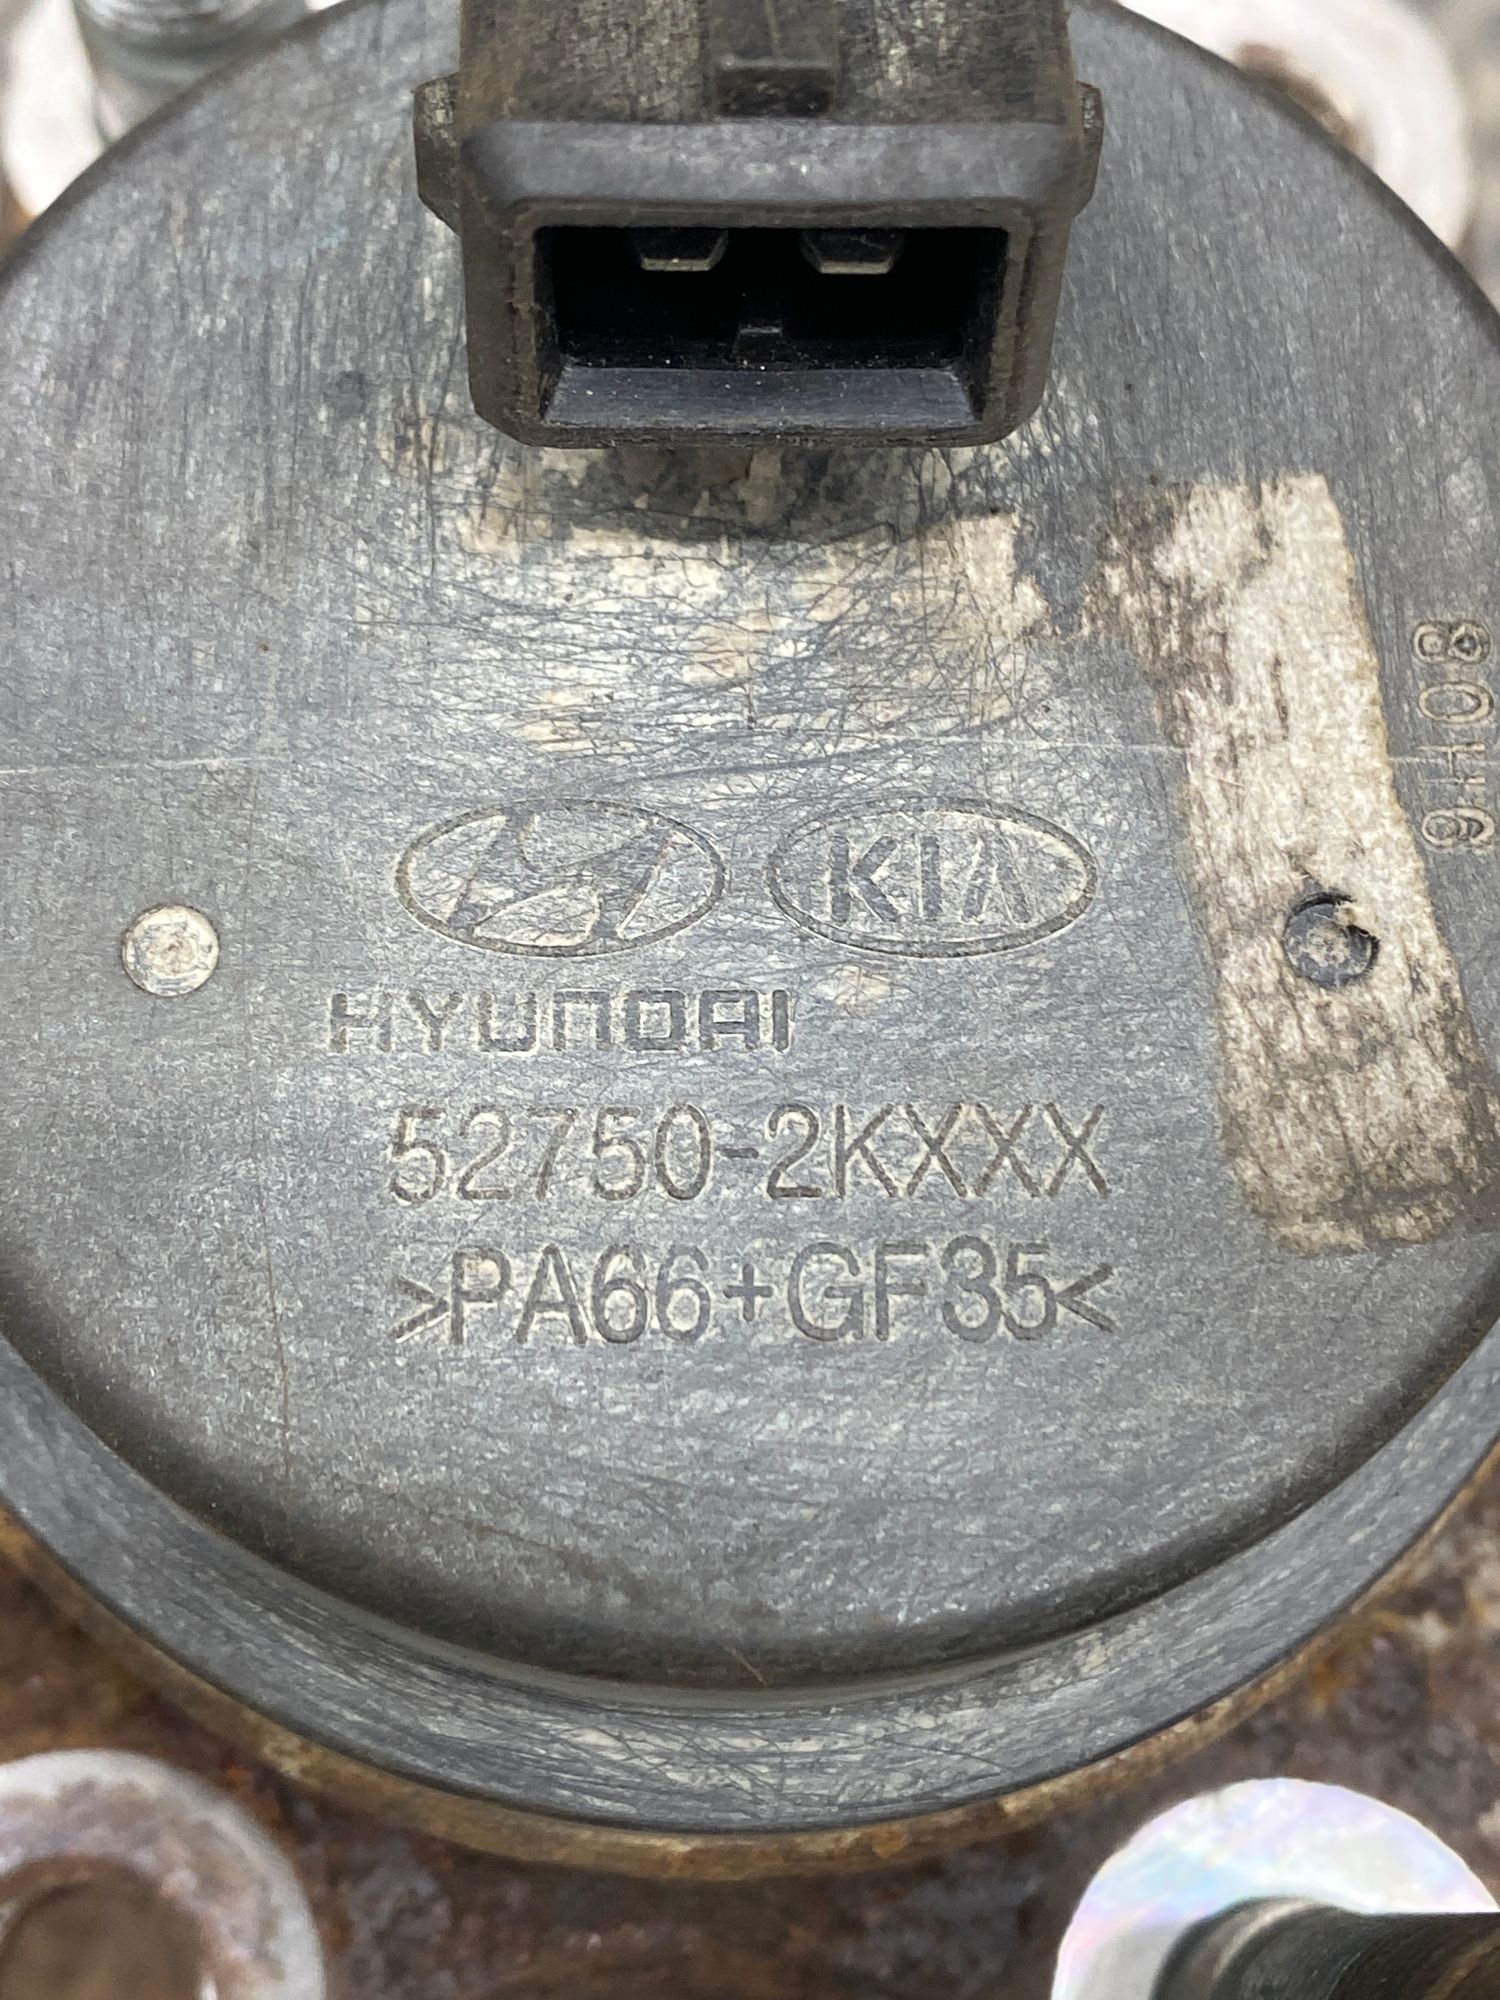 KIA
HYUNDAI
52750-2KXXX
>PA66+GF35<
9H08